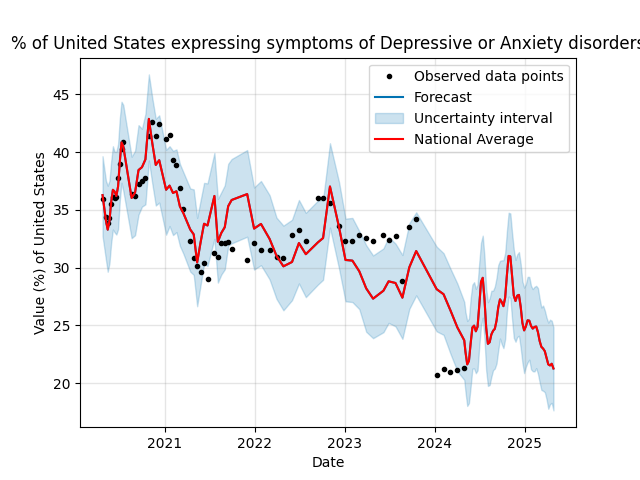 % of United States expressing symptoms of Depressive or Anxiety disorders
Observed data points
Forecast
Uncertainty interval
National Average
45
40
35
30
25
20
Value (%) of United States
2021
2022
2023
2024
2025
Date